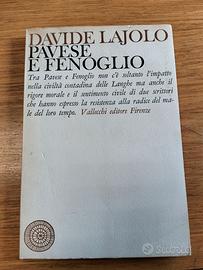 DAVIDE LAJOLO
PAVESE
E FENOGLIO
Tra Pavese e Fenoglio non c'è soltanto l'impatto
nella civiltà contadina delle Langhe ma anche il
rigore morale e il sentimento civile di due scrittori
che hanno espresso la resistenza alla radice del ma-
le del loro tempo. Vallecchi editore Firenze
subito